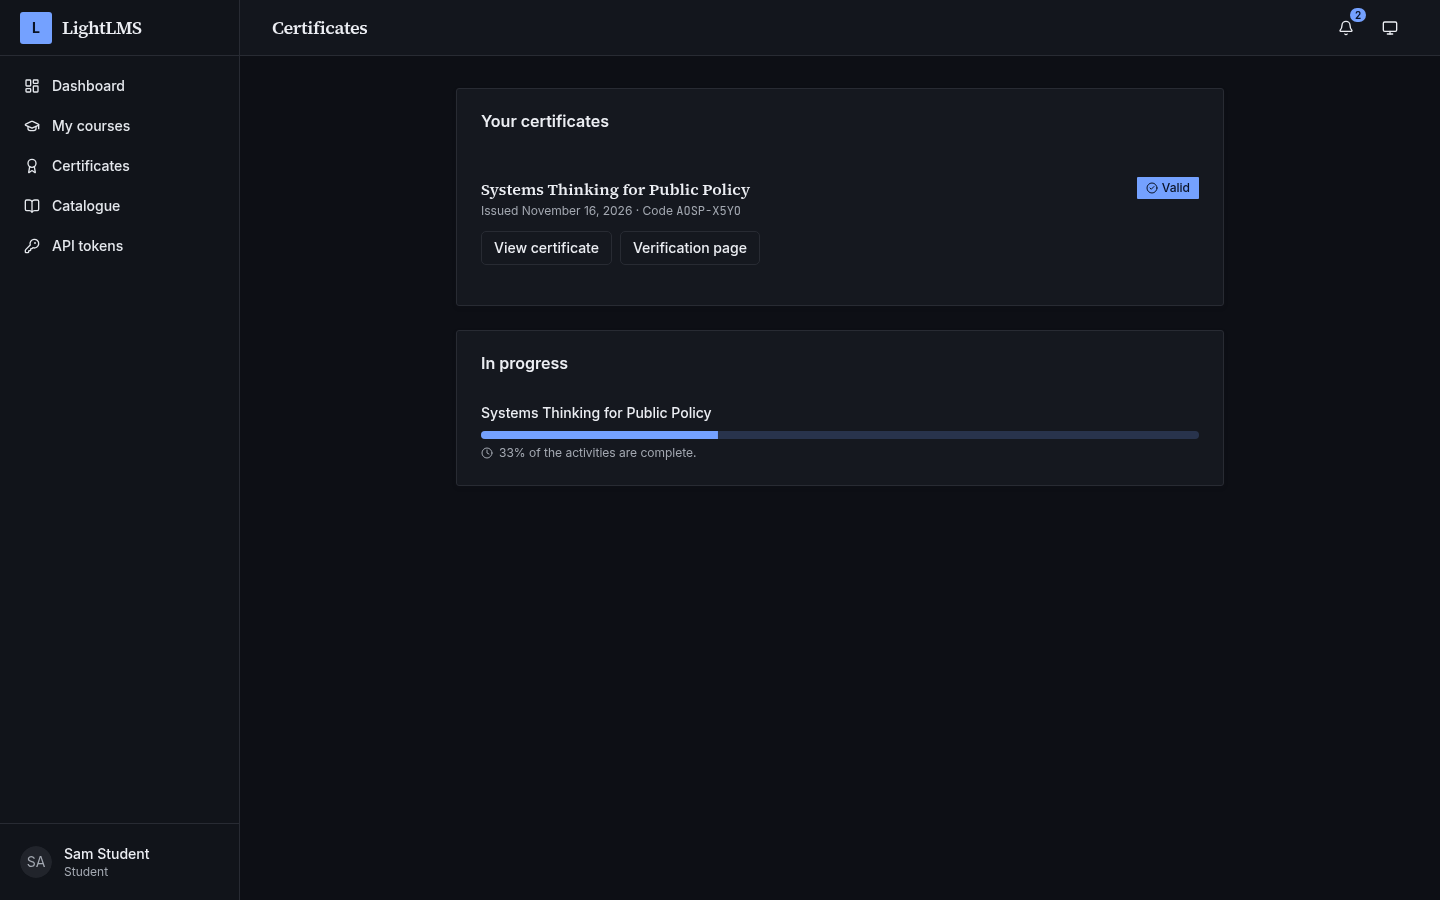 L
LightLMS
Certificates
2
Dashboard
My courses
Certificates
Catalogue
API tokens
Your certificates
Systems Thinking for Public Policy
Valid
Issued November 16, 2026 · Code A0SP-X5Y0
View certificate
Verification page
In progress
Systems Thinking for Public Policy
33% of the activities are complete.
SA
Sam Student
Student